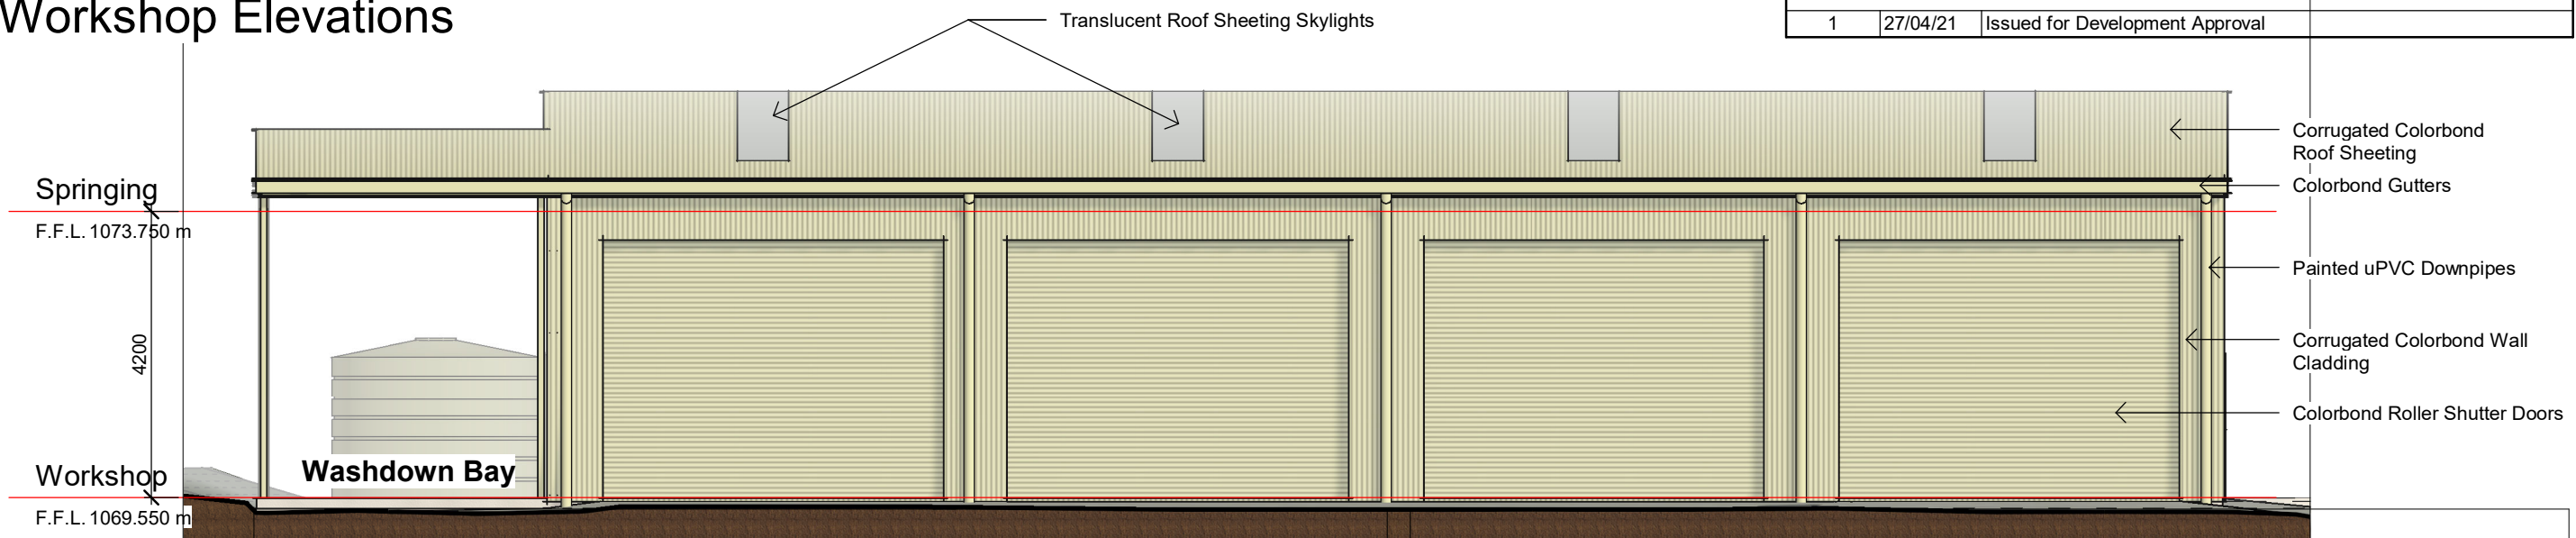 Workshop Elevations
Translucent Roof Sheeting Skylights
1 27/04/21 Issued for Development Approval
Corrugated Colorbond
Roof Sheeting
Springing
Colorbond Gutters
F.F.L. 1073.750 m
Painted uPVC Downpipes
4200
Corrugated Colorbond Wall
Cladding
Colorbond Roller Shutter Doors
Workshop
Washdown Bay
F.F.L. 1069.550 m